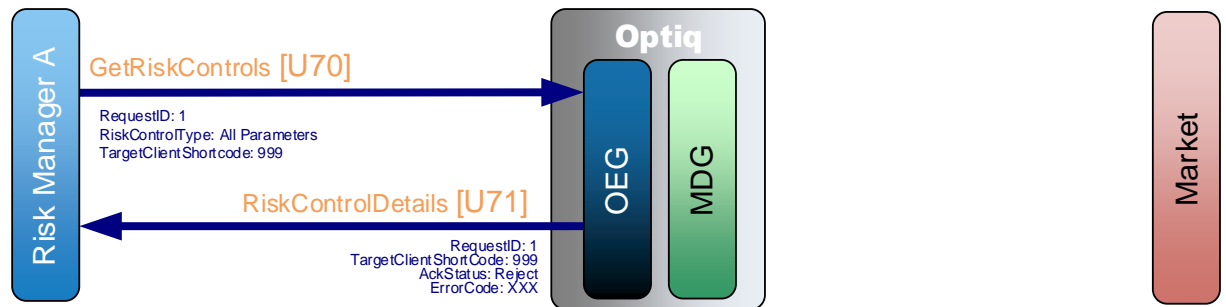 Risk Manager A
GetRiskControls [U70]
RequestID: 1
RiskControlType: All Parameters
TargetClientShortcode: 999
RiskControlDetails [U71]
RequestID: 1
TargetClientShortCode: 999
AckStatus: Reject
ErrorCode: XXX
Optiq
OEG
MDG
Market